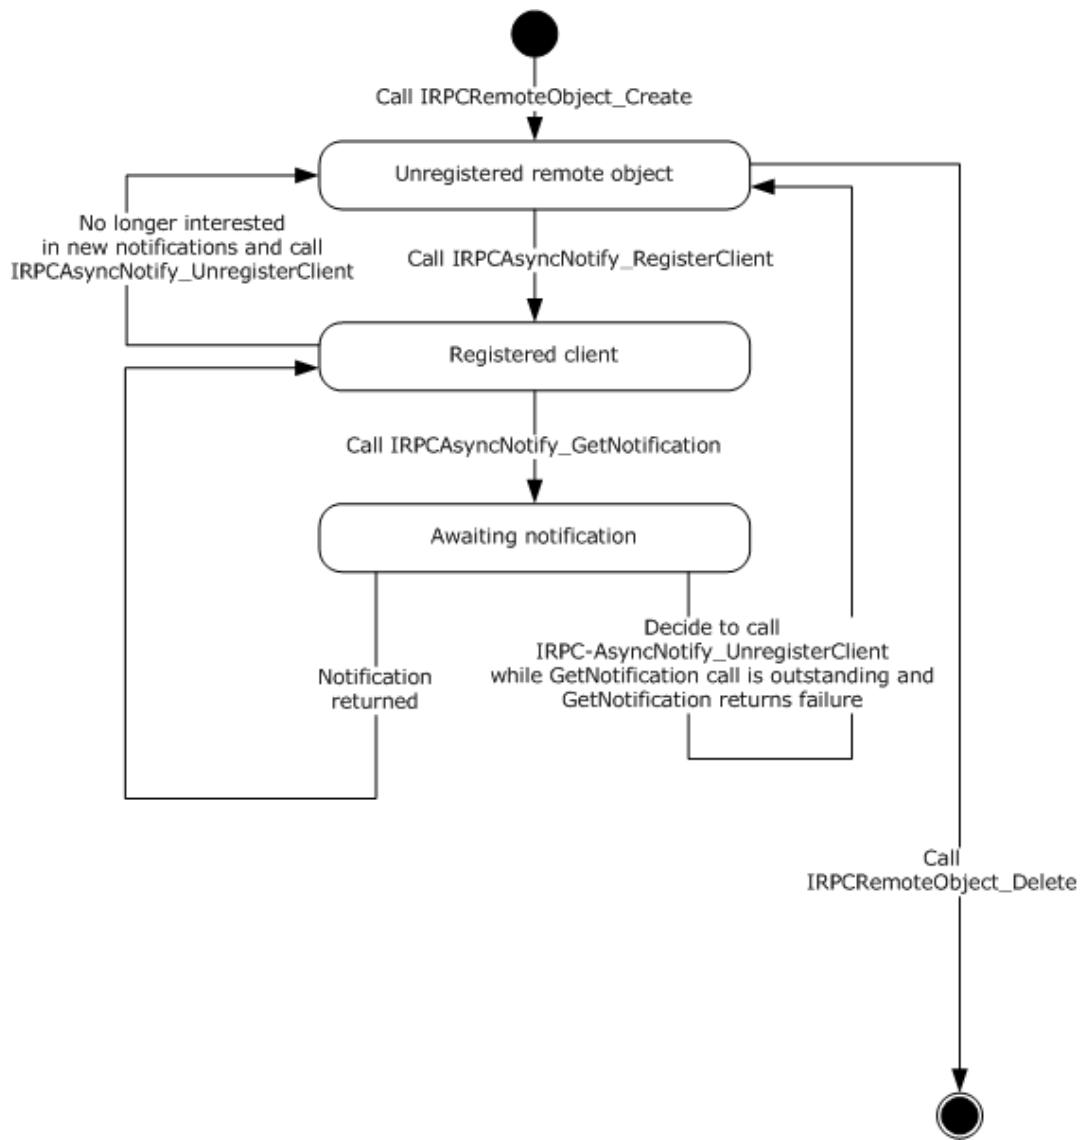 Call IRPCRemoteObject_Create
Unregistered remote object
No longer interested
in new notifications and call
IRPCAsyncNotify_UnregisterClient
Call IRPCAsyncNotify_RegisterClient
Registered client
Call IRPCAsyncNotify_GetNotification
Awaiting notification
Notification
returned
Decide to call
IRPC-AsyncNotify_UnregisterClient
while GetNotification call is outstanding and
GetNotification returns failure
Call
IRPCRemoteObject_Delete